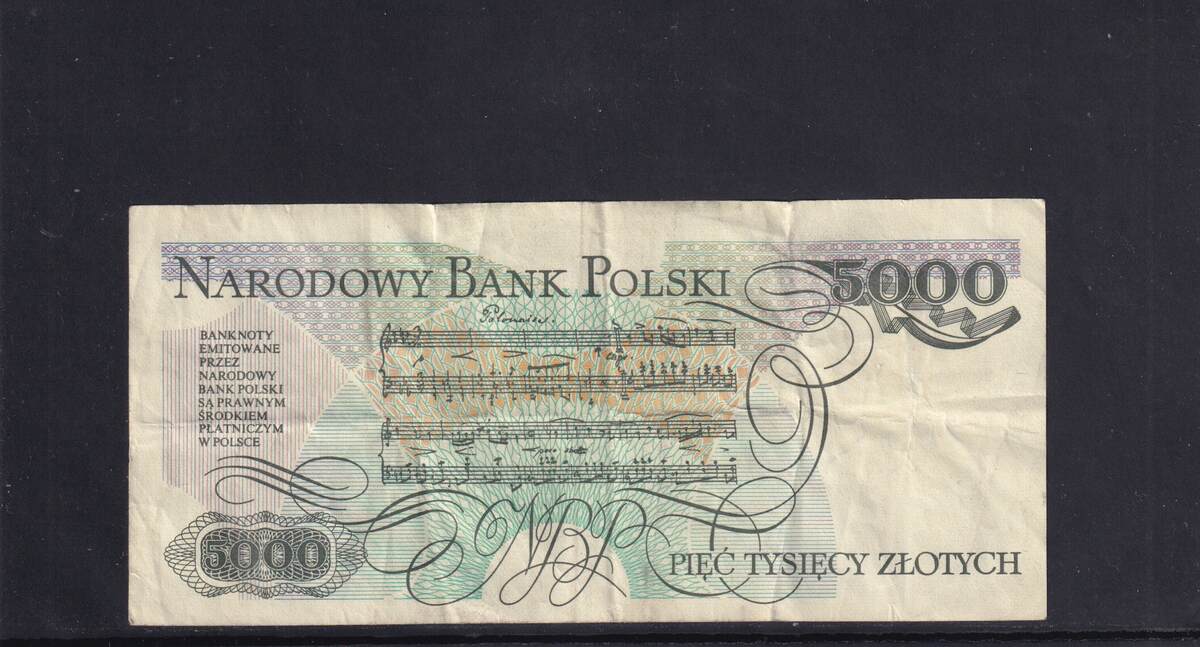 NARODOWY BANK POLSKI
5000
Polonaise.
BANKNOTY
EMITOWANE
PRZEZ
NARODOWY
BANK POLSKI
SĄ PRAWNYM
ŚRODKIEM
PŁATNICZYM
W POLSCE
5000
NBP
PIĘĆ TYSIĘCY ZŁOTYCH